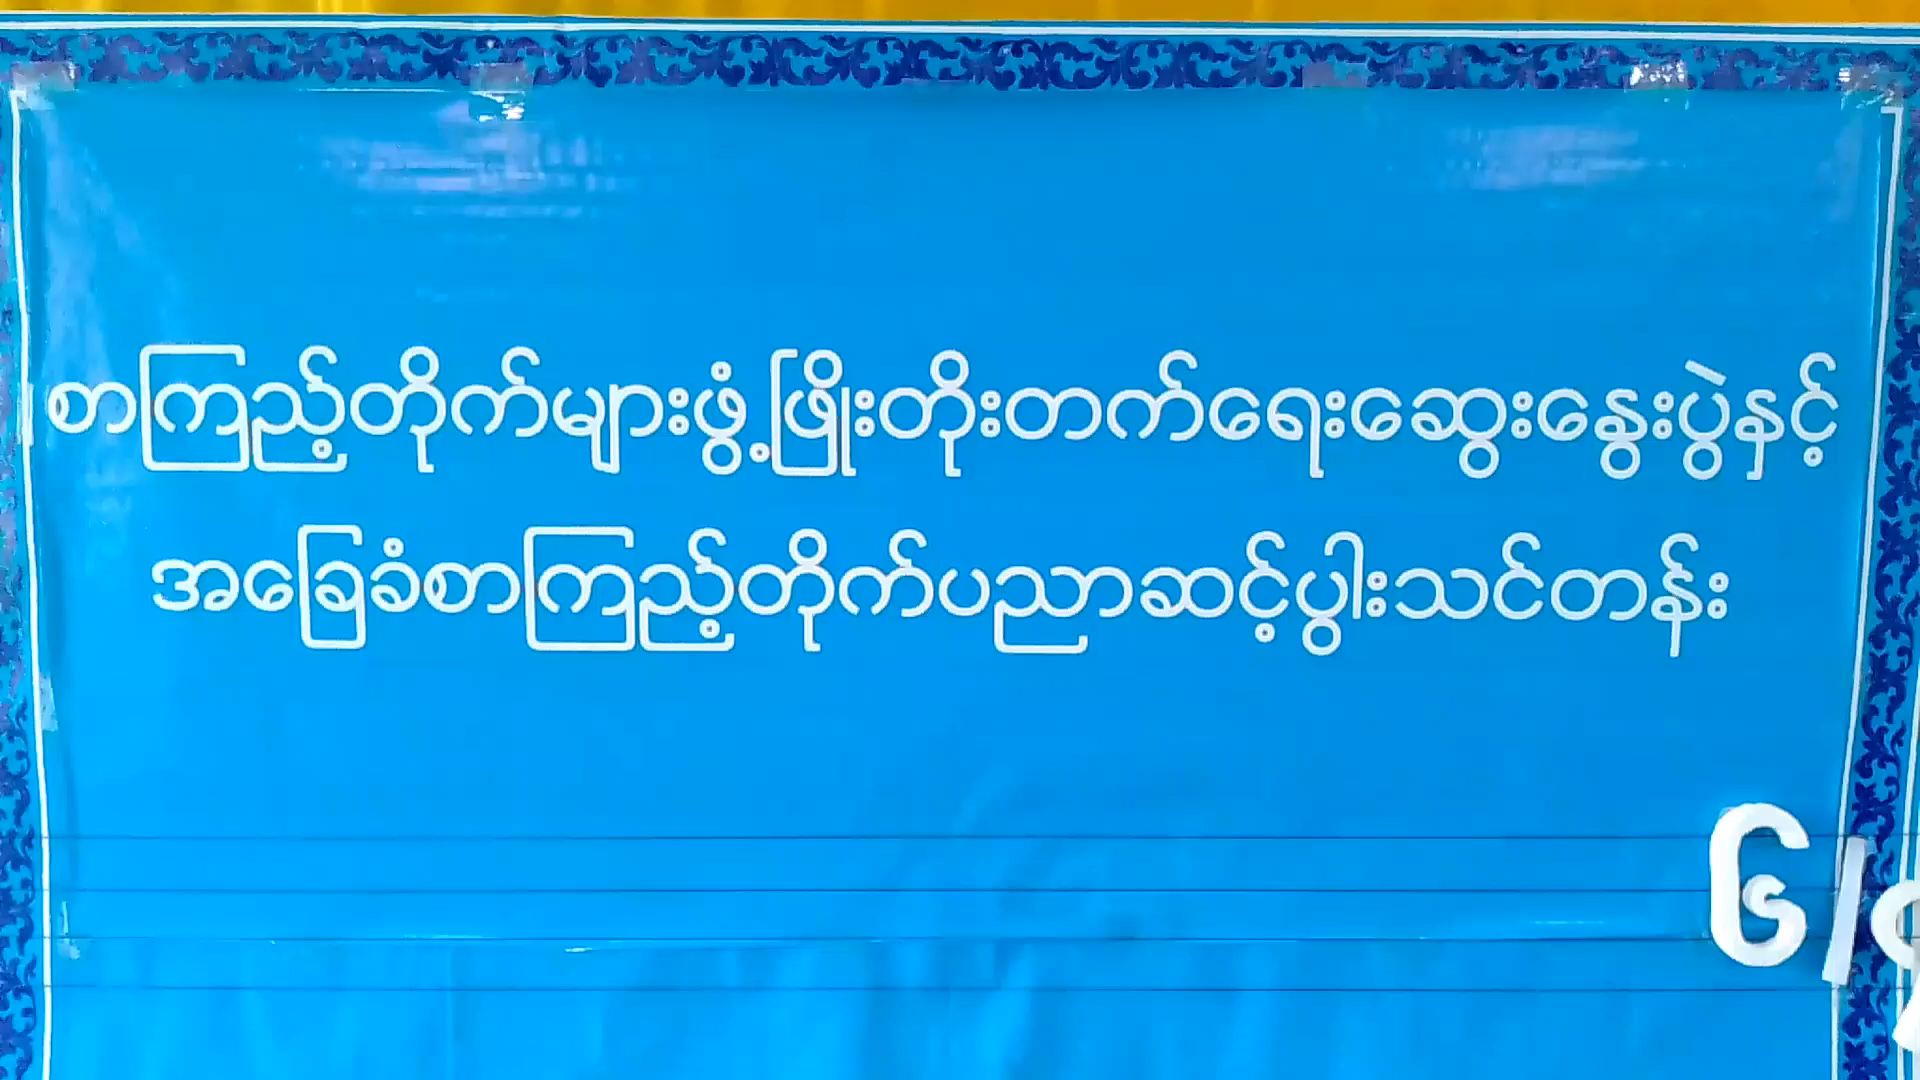 စာကြည့်တိုက်များဖွံ့ဖြိုးတိုးတက်ရေးဆွေးနွေးပွဲနှင့်
အခြေခံစာကြည့်တိုက်ပညာဆင့်ပွါးသင်တန်း
၆/